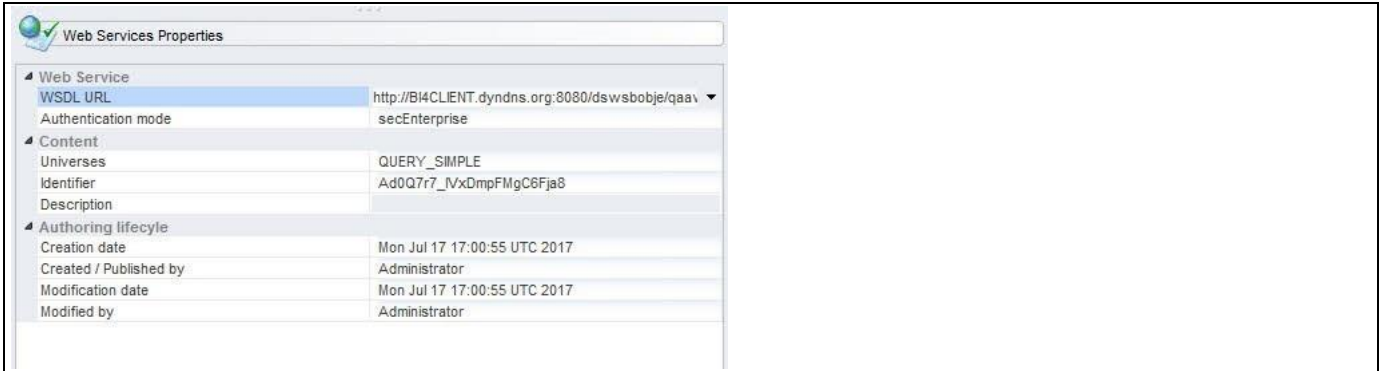 Web Services Properties
Web Service
WSDL URL http://BI4CLIENT.dyndns.org:8080/dswsbobje/qaav
Authentication mode secEnterprise
Content
Universes QUERY_SIMPLE
Identifier Ad0Q7r7_IVxDmpFMgC6Fja8
Description
Authoring lifecyle
Creation date Mon Jul 17 17:00:55 UTC 2017
Created / Published by Administrator
Modification date Mon Jul 17 17:00:55 UTC 2017
Modified by Administrator